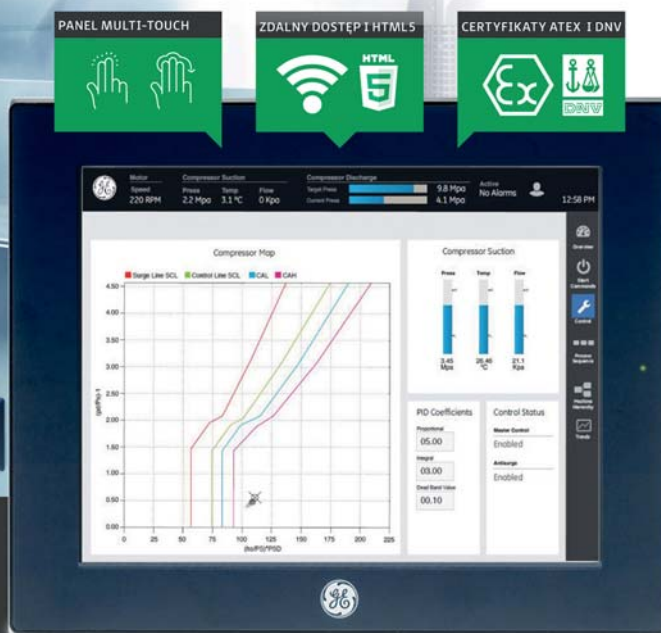 PANEL MULTI-TOUCH
ZDALNY DOSTĘP I HTML5
CERTYFIKATY ATEX I DNV
HTML
5
Ex
DNV
GE
Motor
Speed
220 RPM
Compressor Suction
Press Temp Flow
2.2 Mpa 3.1 °C 0 Kpa
Compressor Discharge
Target Press 9.8 Mpa
Current Press 4.1 Mpa
Active
No Alarms
12:58 PM
Compressor Map
Surge Line SCL Control Line SCL CAL CAH
4.50
4.00
3.50
3.00
2.50
2.00
1.50
1.00
0.50
0.00
0 25 50 75 100 125 150 175 200 225
Compressor Suction
Press Temp Flow
3.45 26.46 21.1
Mpa °C Kpa
PID Coefficients
Proportional
05.00
Integral
03.00
Dead Band Value
00.10
Control Status
Master Control
Enabled
Antisurge
Enabled
Overview
Start
Commands
Control
Process
Sequence
Machine
Hierarchy
Trends
GE